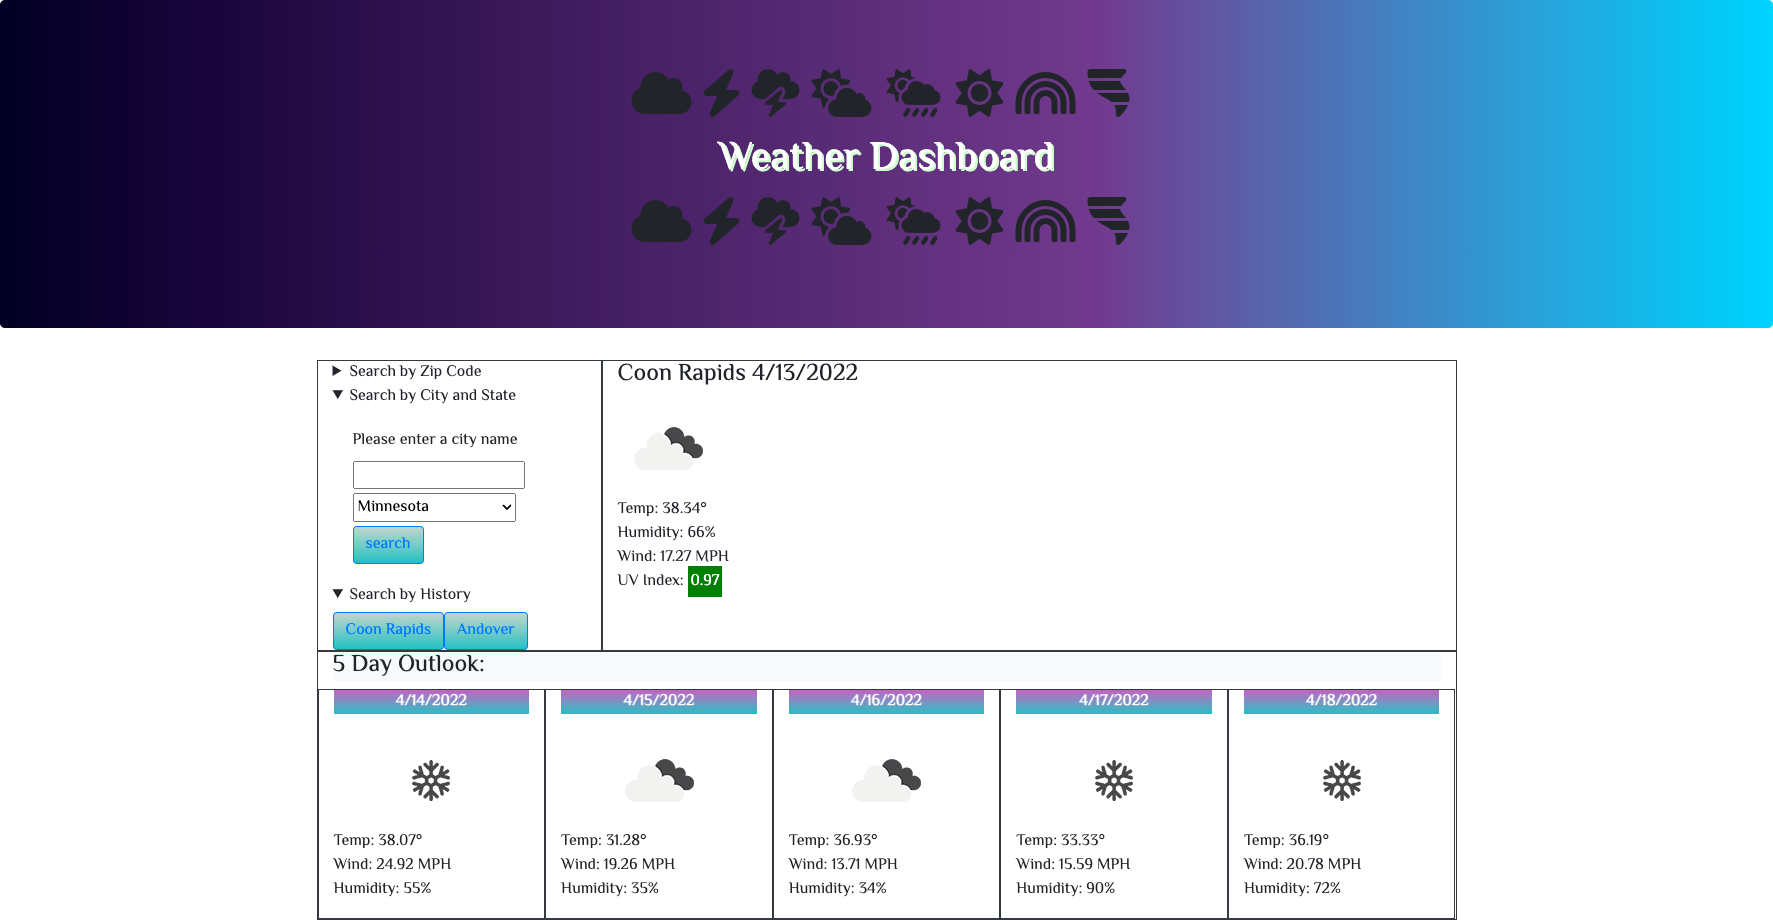 Weather Dashboard
Search by Zip Code
Search by City and State
Please enter a city name
Minnesota
search
Search by History
Coon Rapids Andover
Coon Rapids 4/13/2022
Temp: 38.34°
Humidity: 66%
Wind: 17.27 MPH
UV Index: 0.97
5 Day Outlook:
4/14/2022
Temp: 38.07°
Wind: 24.92 MPH
Humidity: 55%
4/15/2022
Temp: 31.28°
Wind: 19.26 MPH
Humidity: 35%
4/16/2022
Temp: 36.93°
Wind: 13.71 MPH
Humidity: 34%
4/17/2022
Temp: 33.33°
Wind: 15.59 MPH
Humidity: 90%
4/18/2022
Temp: 36.19°
Wind: 20.78 MPH
Humidity: 72%